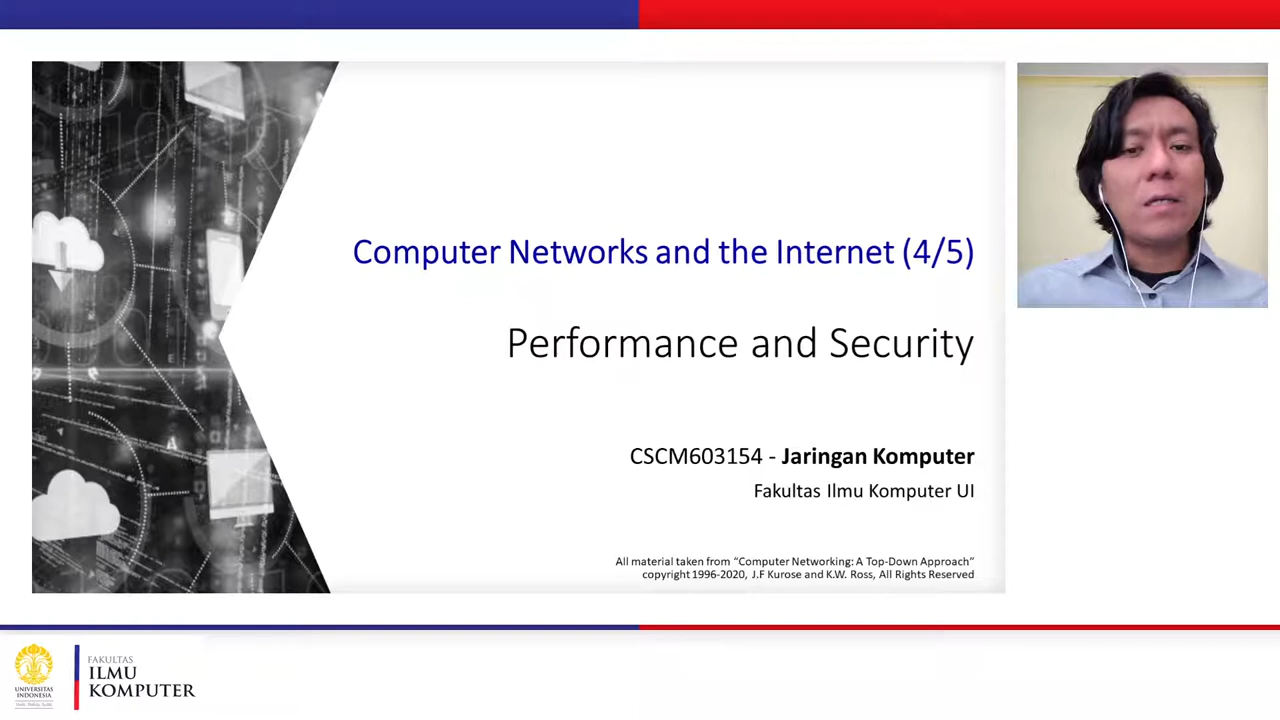 Computer Networks and the Internet (4/5)
Performance and Security
CSCM603154 - Jaringan Komputer
Fakultas Ilmu Komputer UI
All material taken from “Computer Networking: A Top-Down Approach”
copyright 1996-2020, J.F Kurose and K.W. Ross, All Rights Reserved
UNIVERSITAS
INDONESIA
FAKULTAS
ILMU
KOMPUTER